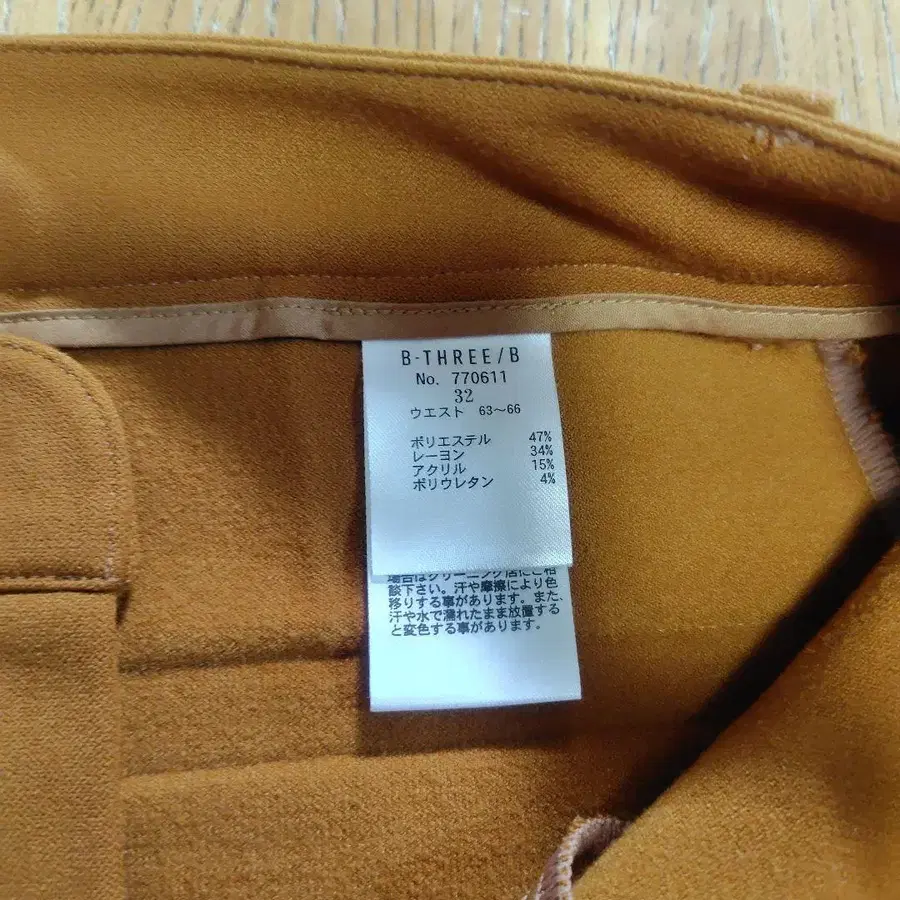 B-THREE/B
No. 770611
32
ウエスト 63〜66
ポリエステル 47%
レーヨン 34%
アクリル 15%
ポリウレタン 4%
場合はクリーニング店にご相
談下さい。汗や摩擦により色
移りする事があります。また、
汗や水で濡れたまま放置する
と変色する事があります。